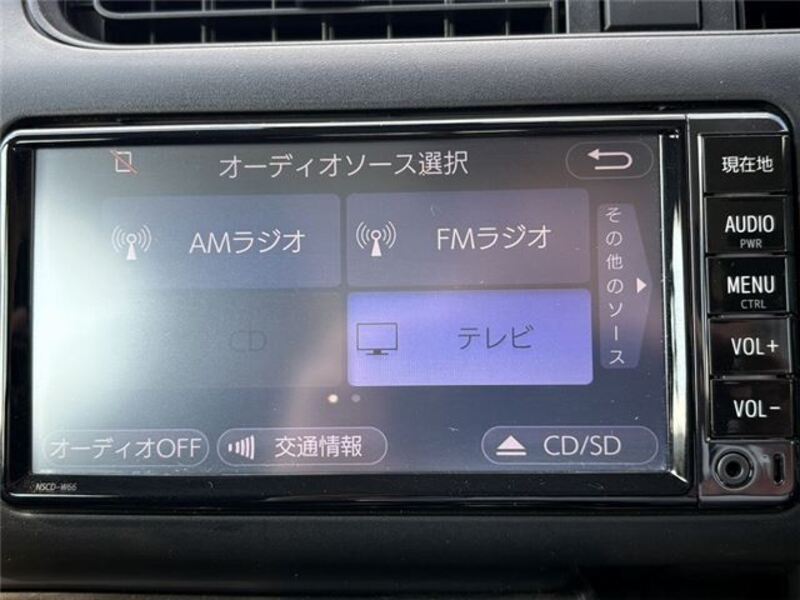 オーディオソース選択
現在地
AMラジオ
FMラジオ
その他のソース
AUDIO
PWR
MENU
CTRL
CD
テレビ
VOL+
VOL-
オーディオOFF
交通情報
CD/SD
NSCD-W66